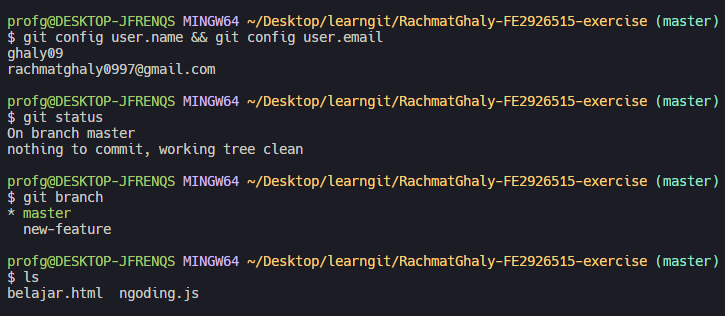 profg@DESKTOP-JFRENQS MINGW64 ~/Desktop/learngit/RachmatGhaly-FE2926515-exercise (master)
$ git config user.name && git config user.email
ghaly09
rachmatghaly0997@gmail.com
profg@DESKTOP-JFRENQS MINGW64 ~/Desktop/learngit/RachmatGhaly-FE2926515-exercise (master)
$ git status
On branch master
nothing to commit, working tree clean
profg@DESKTOP-JFRENQS MINGW64 ~/Desktop/learngit/RachmatGhaly-FE2926515-exercise (master)
$ git branch
* master
  new-feature
profg@DESKTOP-JFRENQS MINGW64 ~/Desktop/learngit/RachmatGhaly-FE2926515-exercise (master)
$ ls
belajar.html  ngoding.js